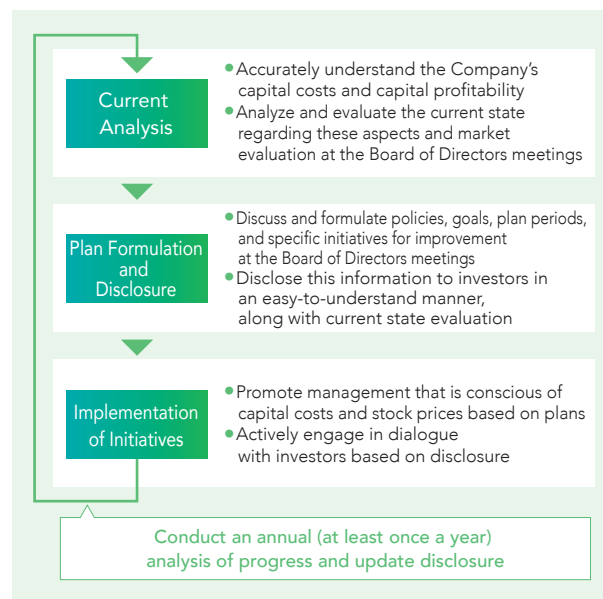 Current
Analysis
•Accurately understand the Company's
capital costs and capital profitability
•Analyze and evaluate the current state
regarding these aspects and market
evaluation at the Board of Directors meetings
Plan Formulation
and
Disclosure
•Discuss and formulate policies, goals, plan periods,
and specific initiatives for improvement
at the Board of Directors meetings
•Disclose this information to investors in
an easy-to-understand manner,
along with current state evaluation
Implementation
of Initiatives
•Promote management that is conscious of
capital costs and stock prices based on plans
•Actively engage in dialogue
with investors based on disclosure
Conduct an annual (at least once a year)
analysis of progress and update disclosure